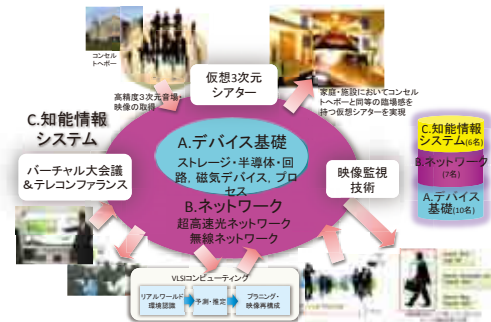 コンセル
トヘボー
仮想3次元
シアター
高精度3次元音場・
映像の取得
家庭・施設においてコンセル
トヘボーと同等の臨場感を
持つ仮想シアターを実現
C.知能情報
システム
A.デバイス基礎
ストレージ・半導体・回
路、磁気デバイス、プロ
セス
B.ネットワーク
超高速光ネットワーク
無線ネットワーク
バーチャル大会議
＆テレコンファランス
映像監視
技術
C.知能情報
システム(6名)
B.ネットワーク
(7名)
A.デバイス
基礎(10名)
VLSIコンピューティング
リアルワールド
環境認識
予測・推定
プラニング・
映像再構成